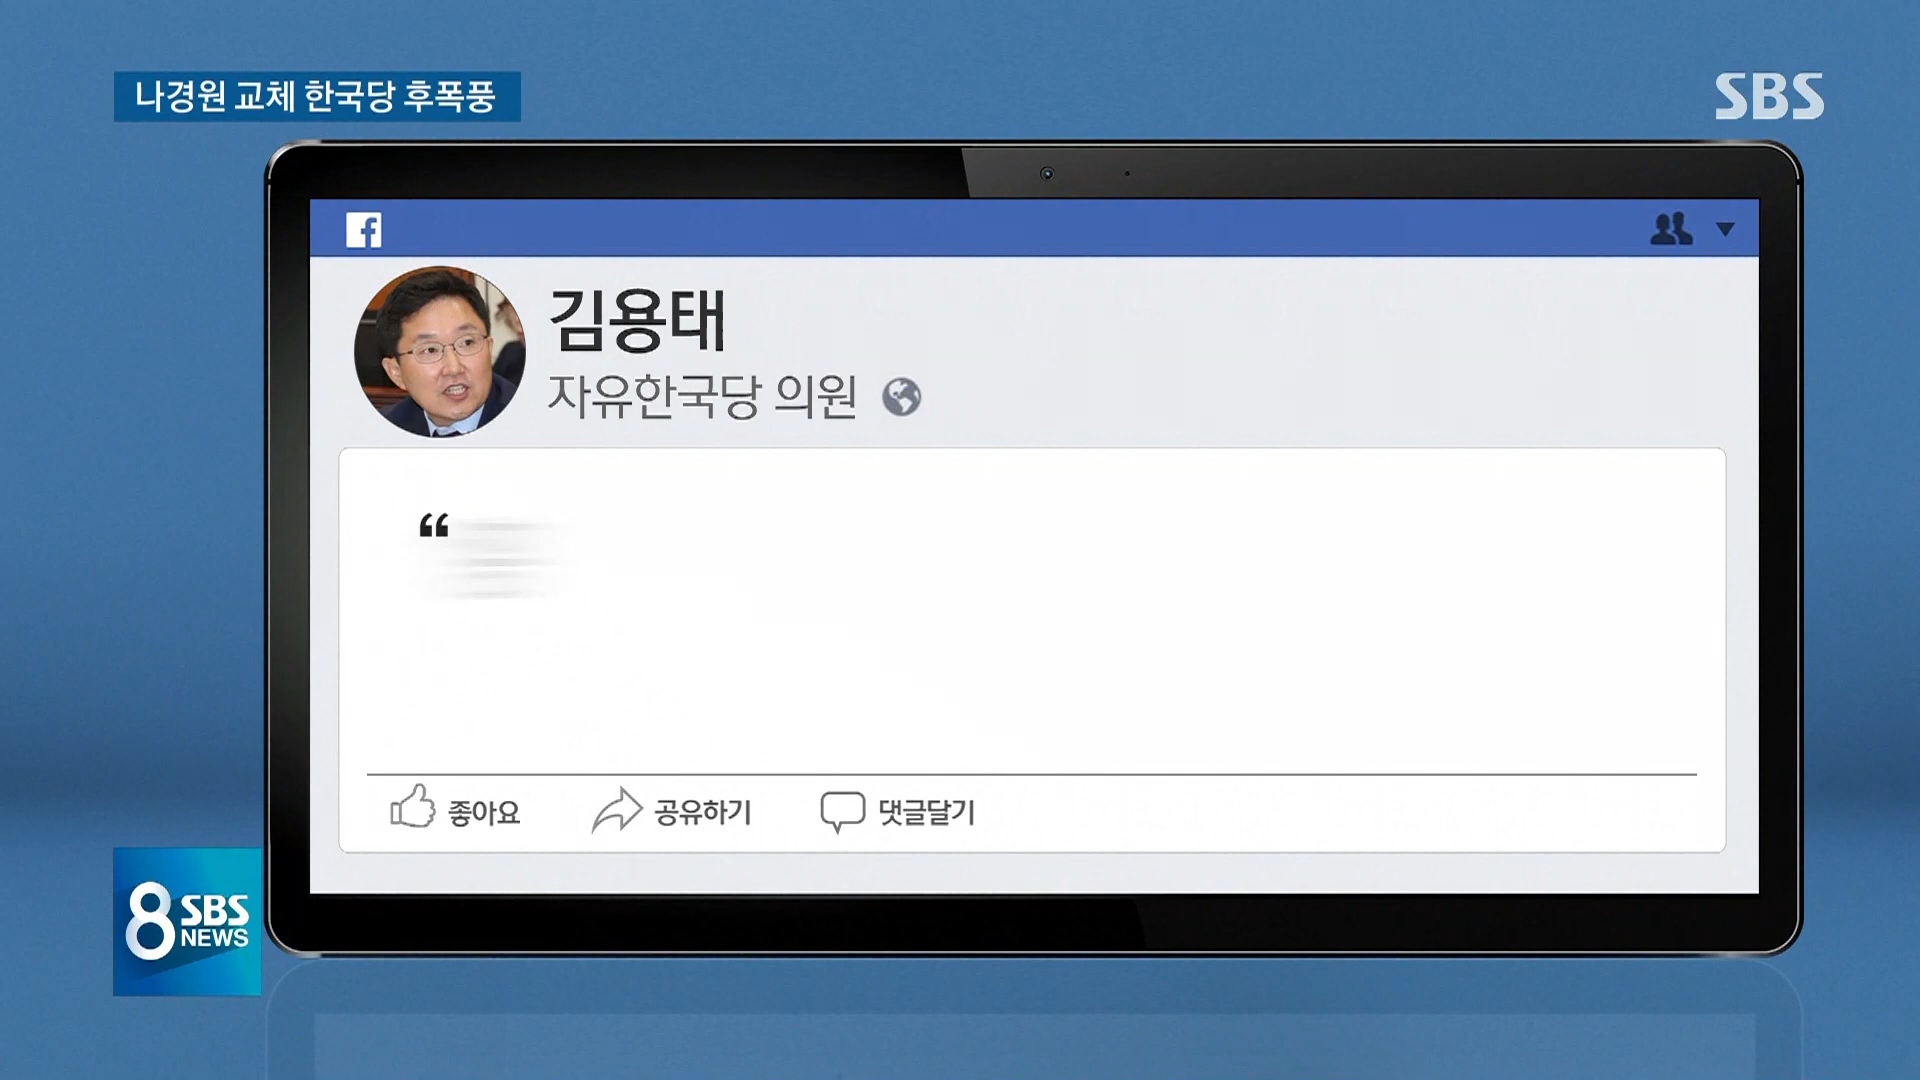 나경원 교체 한국당 후폭풍
SBS
김용태
자유한국당 의원
“
좋아요 공유하기 댓글달기
8 SBS NEWS